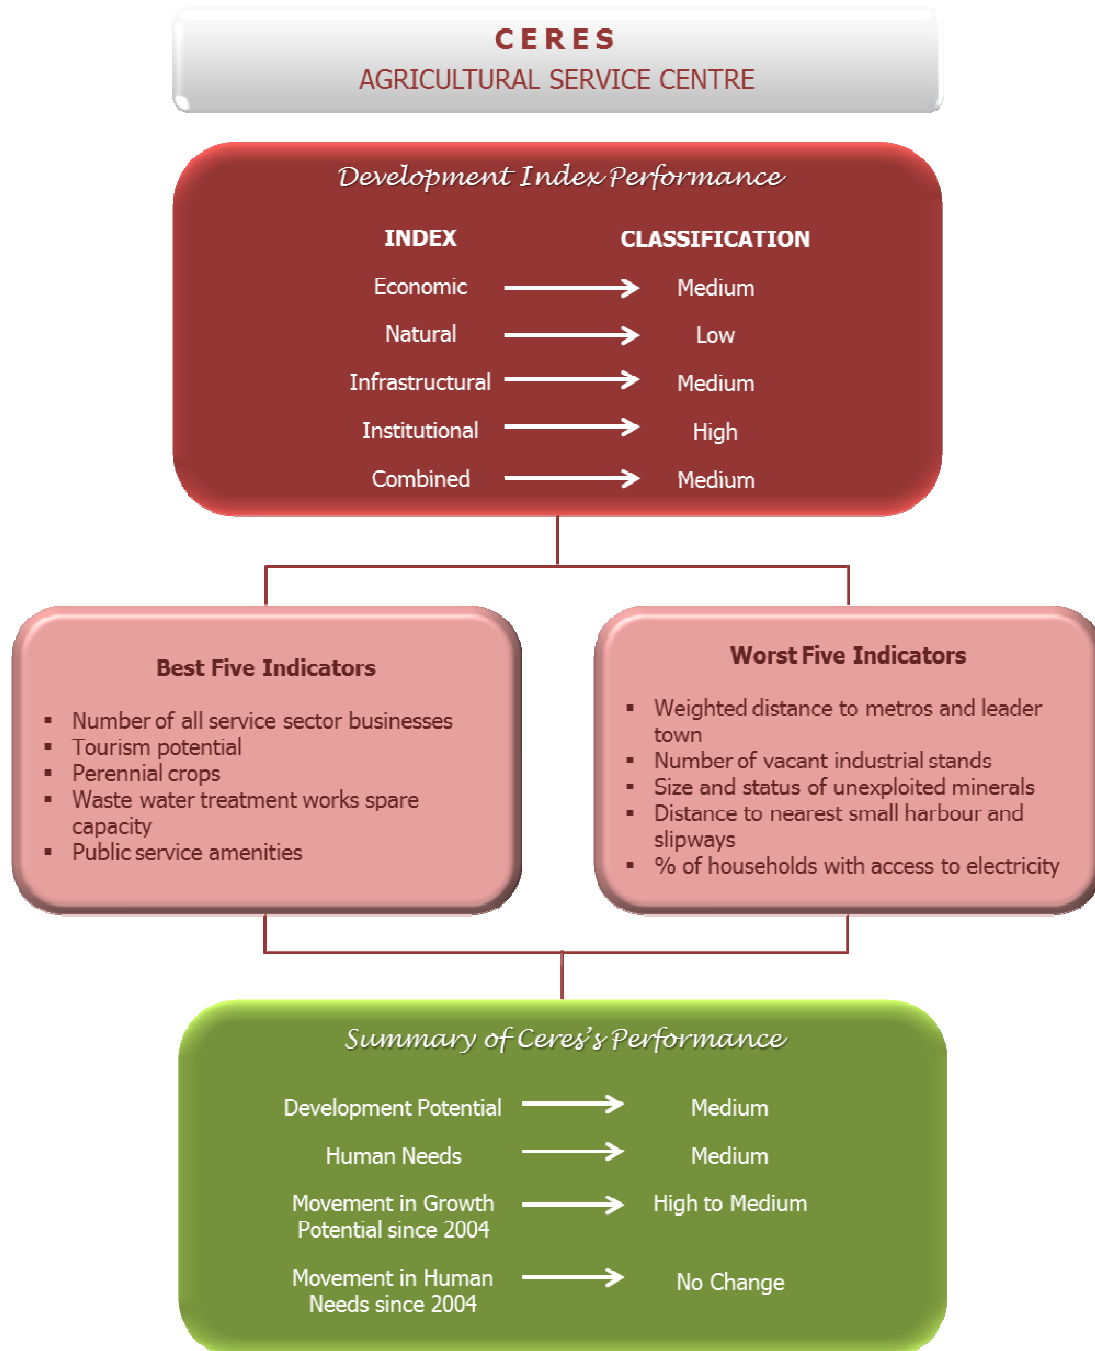 CERES
AGRICULTURAL SERVICE CENTRE
Development Index Performance
INDEX CLASSIFICATION
Economic Medium
Natural Low
Infrastructural Medium
Institutional High
Combined Medium
Best Five Indicators
▪ Number of all service sector businesses
▪ Tourism potential
▪ Perennial crops
▪ Waste water treatment works spare
capacity
▪ Public service amenities
Worst Five Indicators
▪ Weighted distance to metros and leader
town
▪ Number of vacant industrial stands
▪ Size and status of unexploited minerals
▪ Distance to nearest small harbour and
slipways
▪ % of households with access to electricity
Summary of Ceres's Performance
Development Potential Medium
Human Needs Medium
Movement in Growth High to Medium
Potential since 2004
Movement in Human No Change
Needs since 2004